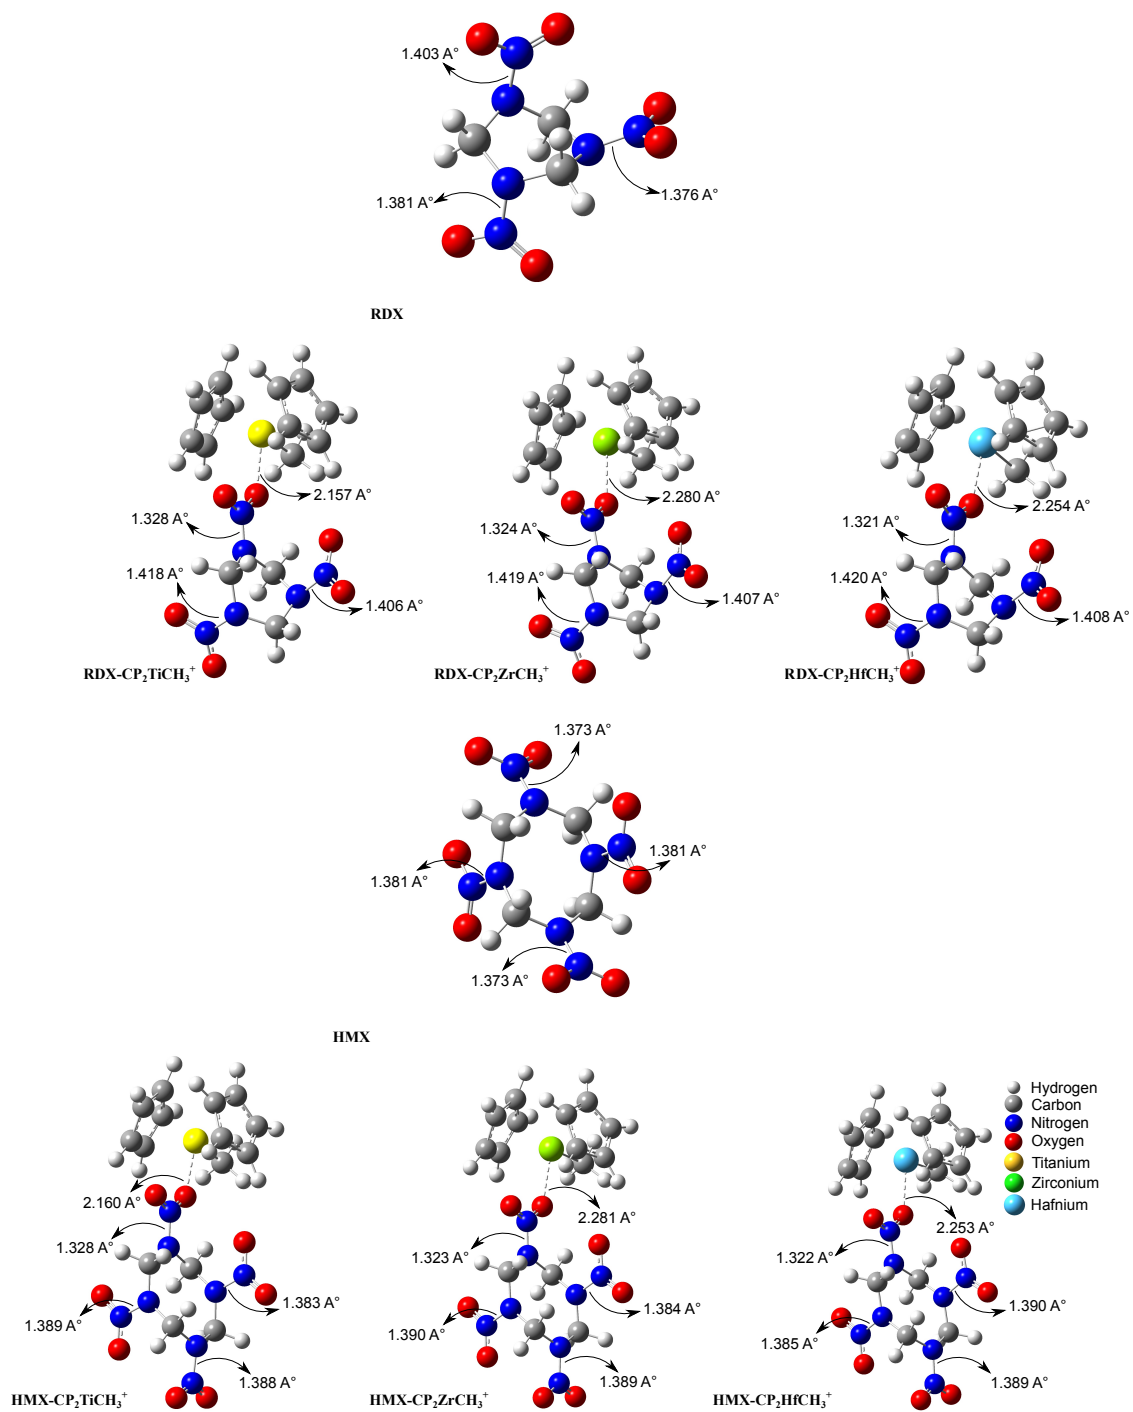 1.403 A°
1.381 A°
1.376 A°
RDX
2.157 A°
1.328 A°
1.418 A°
1.406 A°
RDX-CP₂TiCH₃⁺
2.280 A°
1.324 A°
1.419 A°
1.407 A°
RDX-CP₂ZrCH₃⁺
2.254 A°
1.321 A°
1.420 A°
1.408 A°
RDX-CP₂HfCH₃⁺
1.373 A°
1.381 A°
1.381 A°
1.373 A°
HMX
2.160 A°
1.328 A°
1.383 A°
1.389 A°
1.388 A°
HMX-CP₂TiCH₃⁺
2.281 A°
1.323 A°
1.384 A°
1.390 A°
1.389 A°
HMX-CP₂ZrCH₃⁺
2.253 A°
1.322 A°
1.390 A°
1.385 A°
1.389 A°
HMX-CP₂HfCH₃⁺
Hydrogen
Carbon
Nitrogen
Oxygen
Titanium
Zirconium
Hafnium